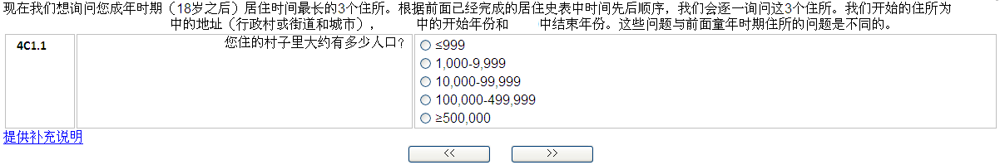 现在我们想询问您成年时期（18岁之后）居住时间最长的3个住所。根据前面已经完成的居住史表中时间先后顺序，我们会逐一询问这3个住所。我们开始的住所为
中的地址（行政村或街道和城市）， 中的开始年份和 中结束年份。这些问题与前面童年时期住所的问题是不同的。
4C1.1 您住的村子里大约有多少人口？
≤999
1,000-9,999
10,000-99,999
100,000-499,999
≥500,000
提供补充说明
<< >>